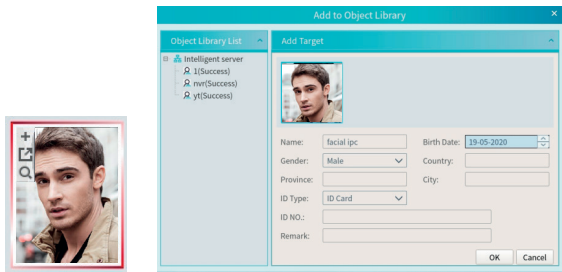 Add to Object Library
Object Library List
Intelligent server
1(Success)
nvr(Success)
yt(Success)
Add Target
Name: facial ipc
Birth Date: 19-05-2020
Gender: Male
Country:
Province:
City:
ID Type: ID Card
ID NO.:
Remark:
OK
Cancel